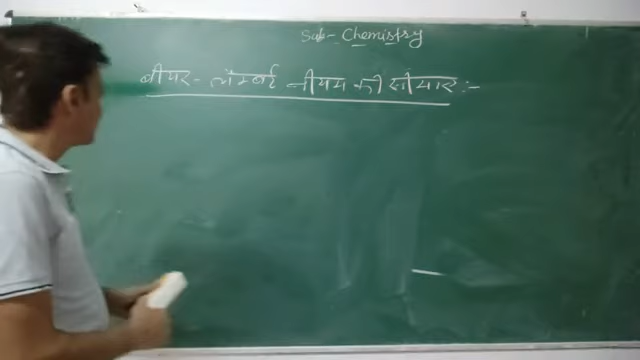 Sub- Chemistry
बीयर - लेम्बर्ट नीयम की सीमाए :-